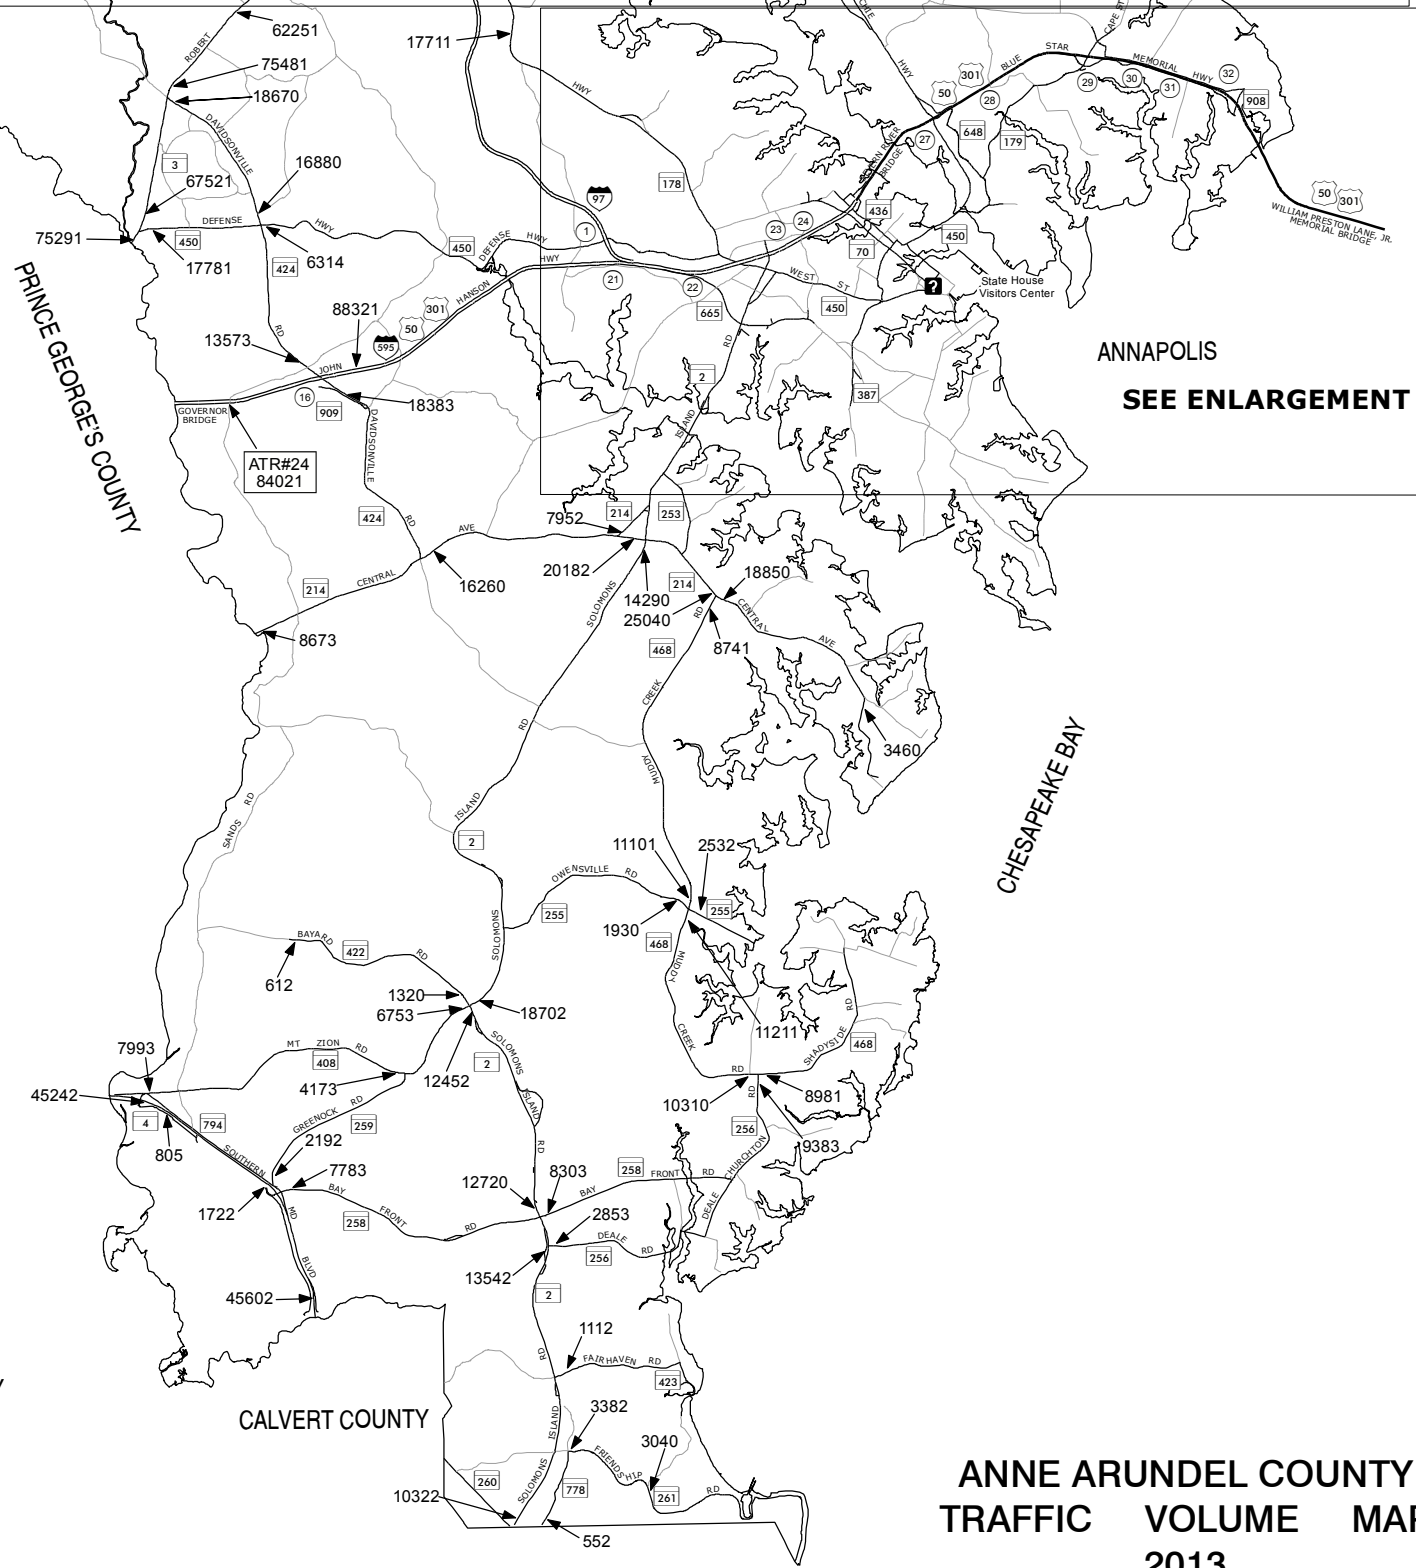 62251
17711
ROBERT
75481
18670
DAVIDSONVILLE
3
67521
16880
DEFENSE
HWY
450
75291
17781
424
6314
450
DEFENSE
HWY
HWY
178
97
1
HWY
HWY
50
301
BLUE
STAR
MEMORIAL
HWY
CAPE ST
28
29
30
31
32
908
648
179
27
SEVERN RIVER
BRIDGE
50
301
WILLIAM PRESTON LANE, JR.
MEMORIAL BRIDGE
436
24
23
70
450
WEST
ST
?
State House
Visitors Center
21
22
665
450
RD
2
387
ISLAND
ANNAPOLIS
SEE ENLARGEMENT
PRINCE GEORGE'S COUNTY
13573
RD
88321
50
301
HANSON
595
JOHN
GOVERNOR
BRIDGE
16
909
18383
DAVIDSONVILLE
ATR#24
84021
424
RD
AVE
7952
214
253
20182
14290
25040
214
18850
CENTRAL
AVE
214
CENTRAL
16260
8673
SOLOMONS
RD
468
8741
CREEK
RD
MUDDY
3460
CHESAPEAKE BAY
SANDS
RD
ISLAND
2
11101
2532
OWENSVILLE
RD
255
255
1930
468
SOLOMONS
BAYARD
422
RD
612
MUDDY
1320
6753
18702
11211
CREEK
RD
SHADYSIDE
468
7993
MT
ZION
RD
408
4173
12452
2
SOLOMONS
ISLAND
RD
45242
4
794
805
GREENOCK
RD
259
2192
SOUTHERN
7783
1722
RD
10310
8981
RD
256
9383
CHURCHTON
BAY
FRONT
258
RD
12720
8303
BAY
258
FRONT
RD
DEALE
2853
DEALE
RD
256
13542
2
MD
BLVD
45602
1112
RD
FAIRHAVEN
RD
423
CALVERT COUNTY
3382
ISLAND
3040
FRIENDSHIP
261
RD
SOLOMONS
260
778
10322
552
ANNE ARUNDEL COUNTY
TRAFFIC VOLUME MAP
2013